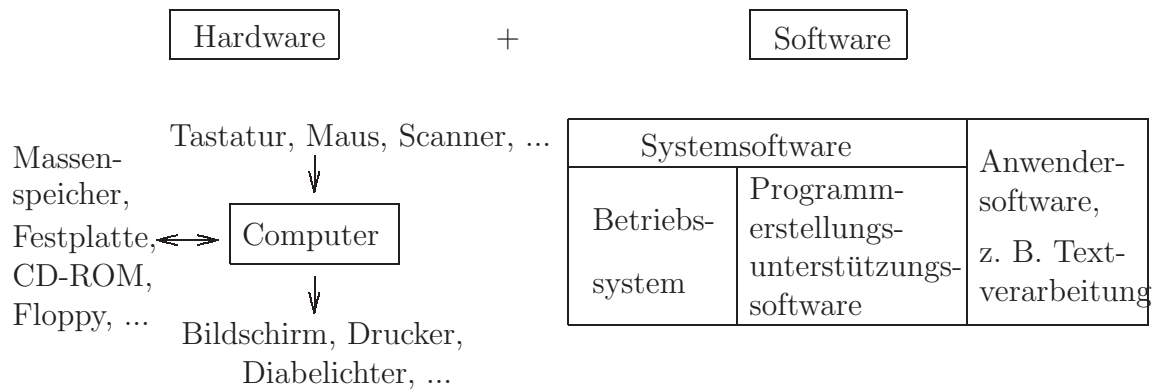 Hardware + Software
Tastatur, Maus, Scanner, ...
Massen-
speicher,
Festplatte,
CD-ROM,
Floppy, ...
Computer
Bildschirm, Drucker,
Diabelichter, ...
Systemsoftware
Betriebs-
system
Programm-
erstellungs-
unterstützungs-
software
Anwender-
software,
z. B. Text-
verarbeitung